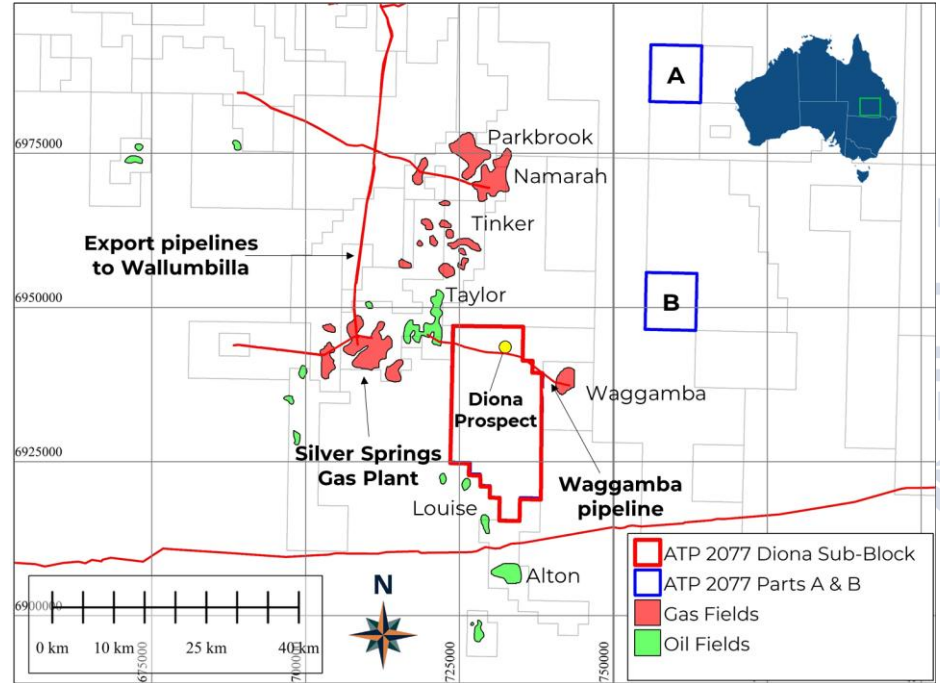 A
Parkbrook
6975000
Namarah
Tinker
Export pipelines
to Wallumbilla
Taylor
B
6950000
Diona
Prospect
Waggamba
Silver Springs
Gas Plant
6925000
Waggamba
pipeline
Louise
ATP 2077 Diona Sub-Block
ATP 2077 Parts A & B
Gas Fields
Oil Fields
Alton
N
6900000
0 km 10 km 25 km 40 km
675000
700000
725000
750000